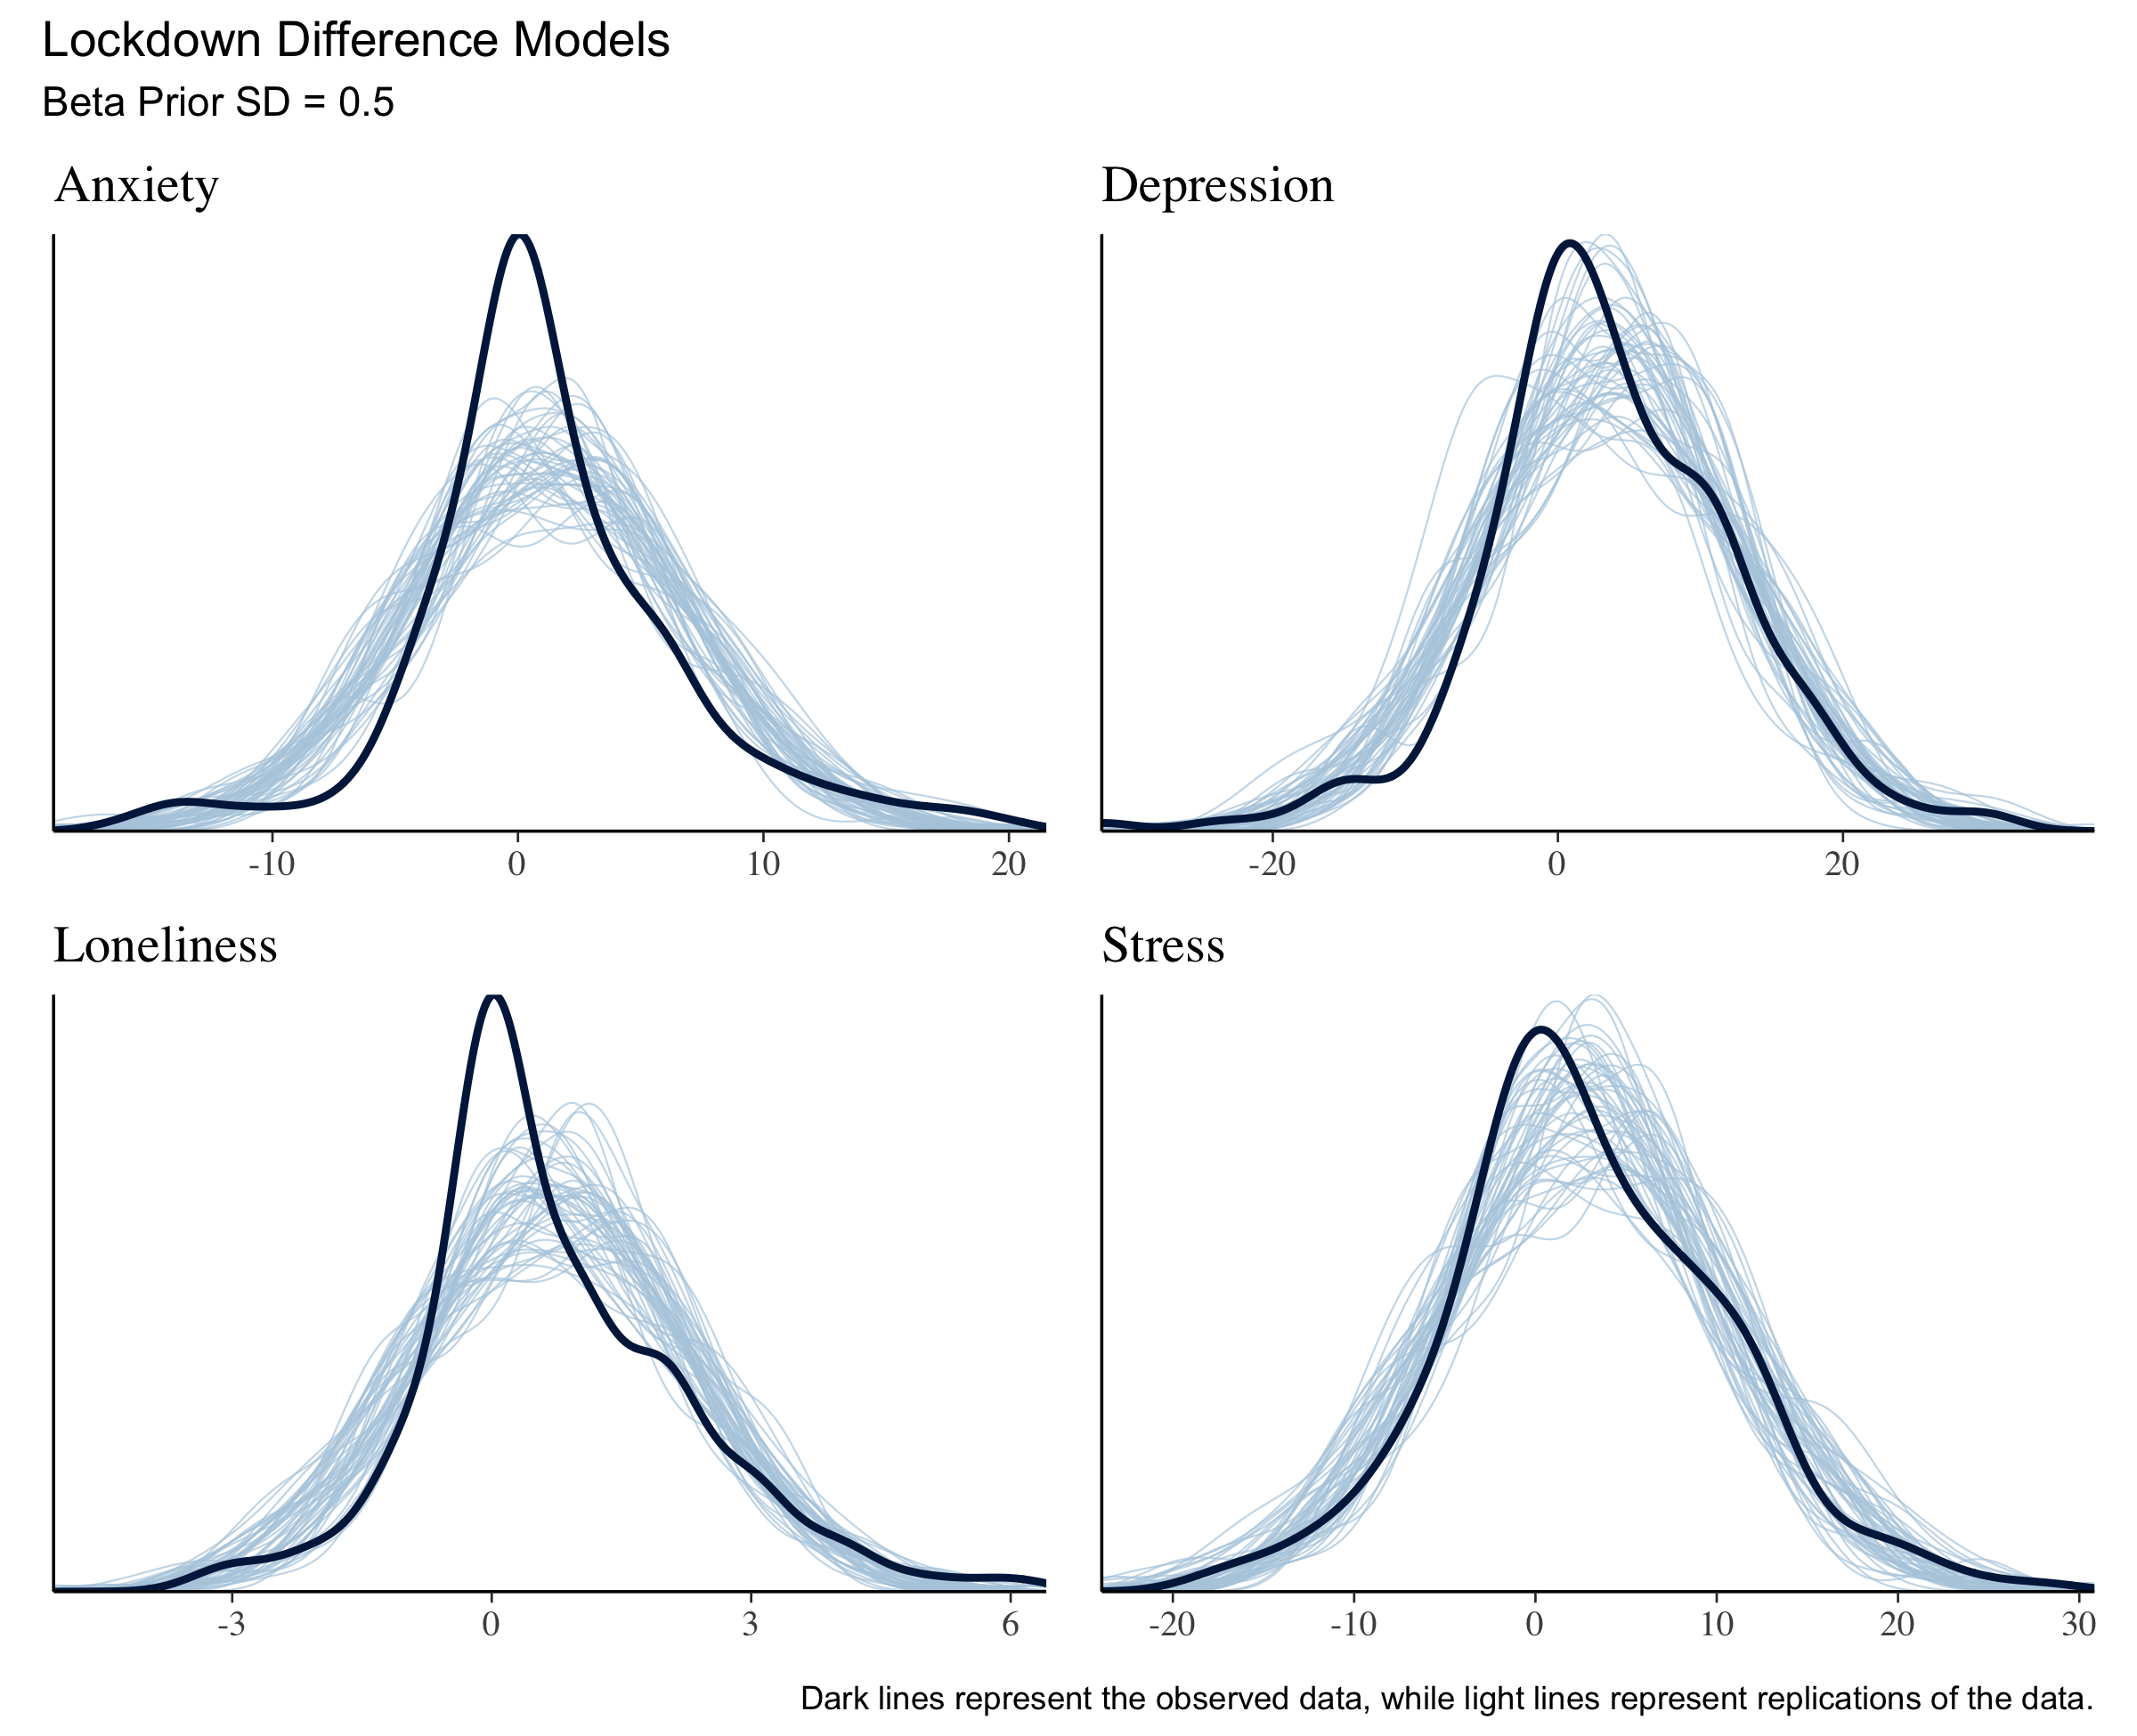 Lockdown Difference Models
Beta Prior SD = 0.5
Anxiety
-10 0 10 20
Depression
-20 0 20
Loneliness
-3 0 3 6
Stress
-20 -10 0 10 20 30
Dark lines represent the observed data, while light lines represent replications of the data.